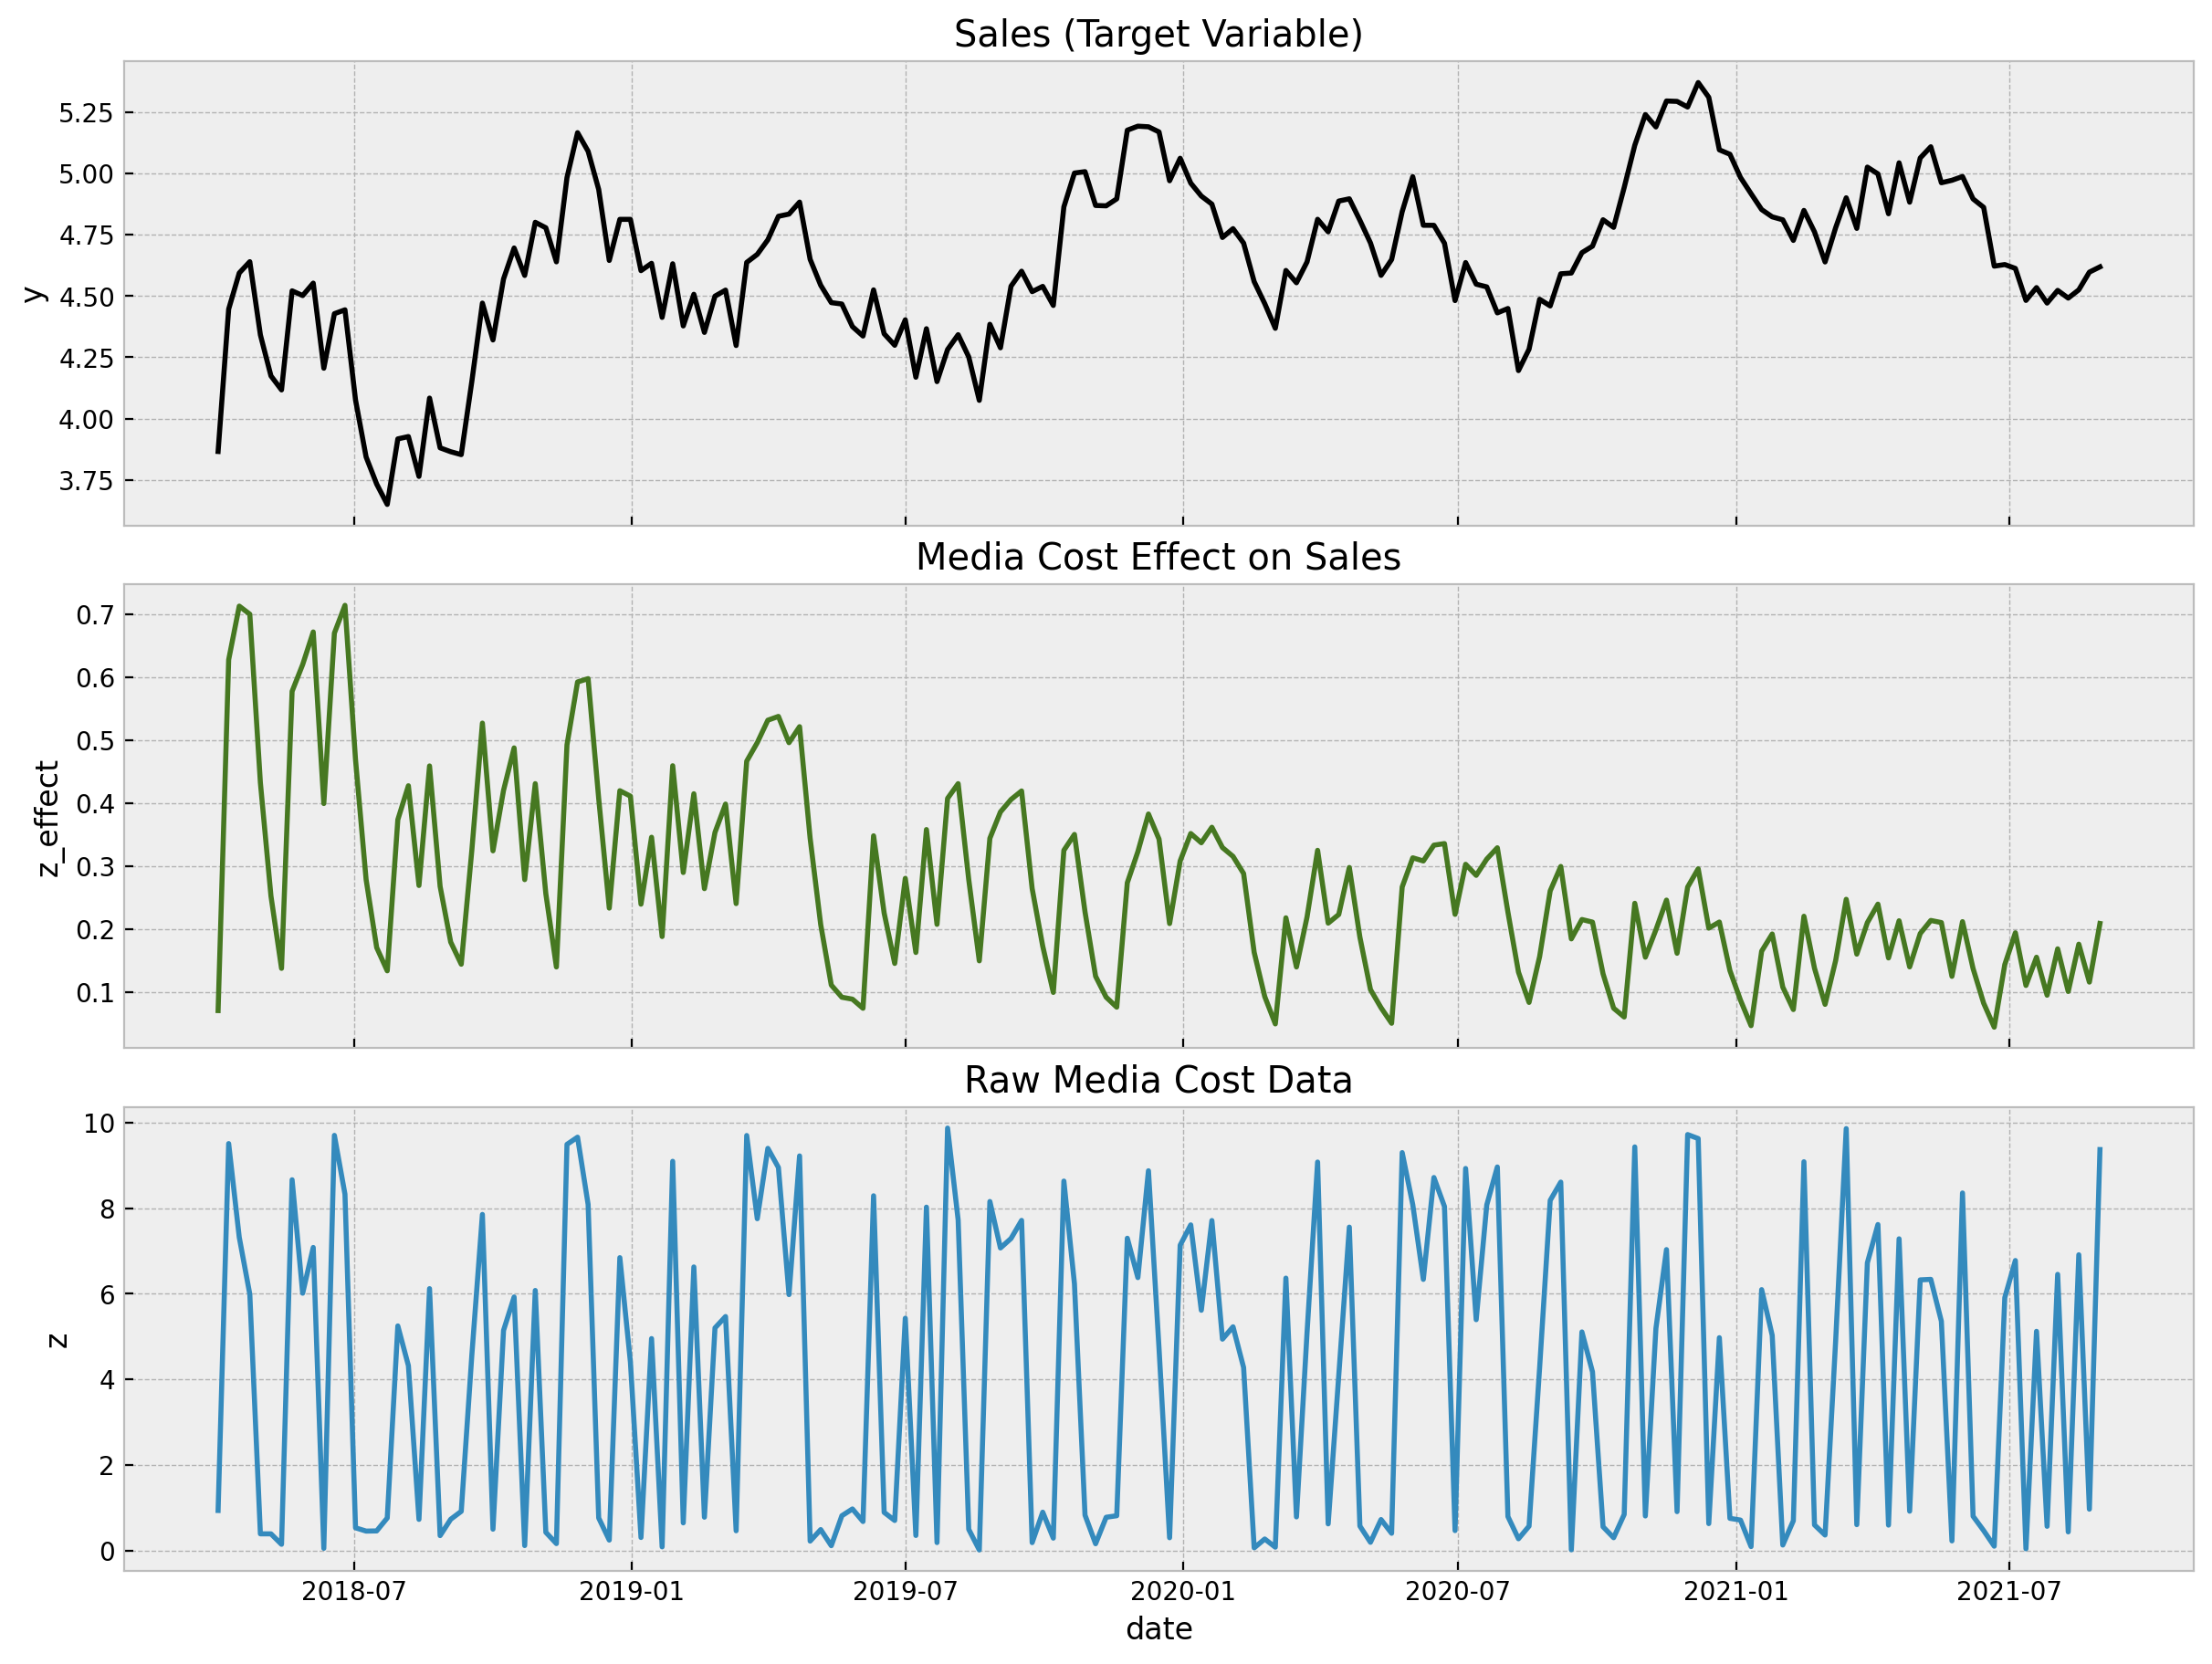 Sales (Target Variable)
5.25
5.00
4.75
4.50
4.25
4.00
3.75
y
Media Cost Effect on Sales
0.7
0.6
0.5
0.4
0.3
0.2
0.1
z_effect
Raw Media Cost Data
10
8
6
4
2
0
z
2018-07 2019-01 2019-07 2020-01 2020-07 2021-01 2021-07
date